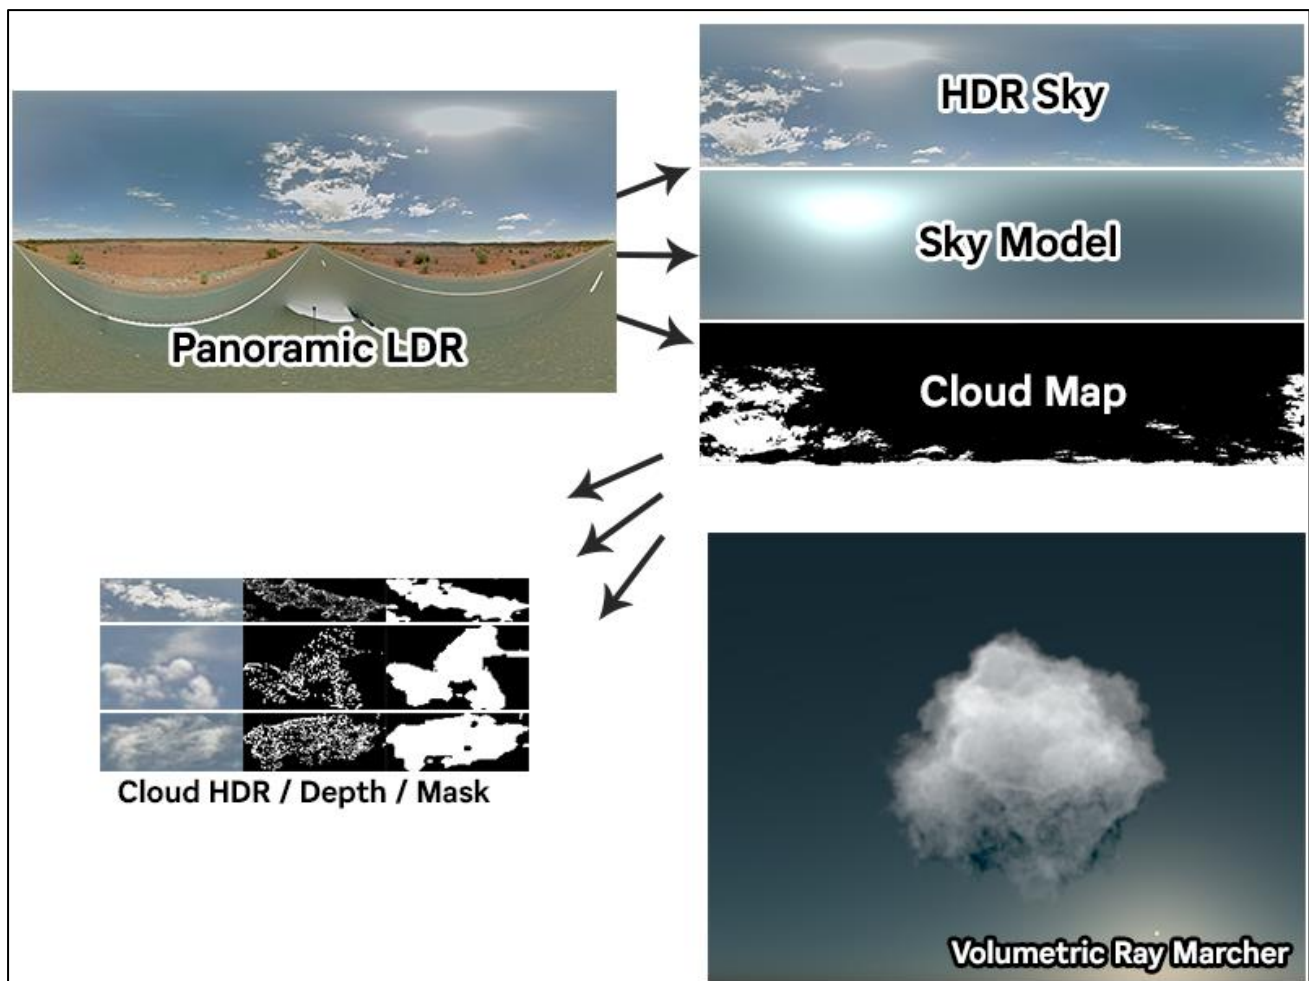 HDR Sky
Panoramic LDR
Sky Model
Cloud Map
Cloud HDR / Depth / Mask
Volumetric Ray Marcher